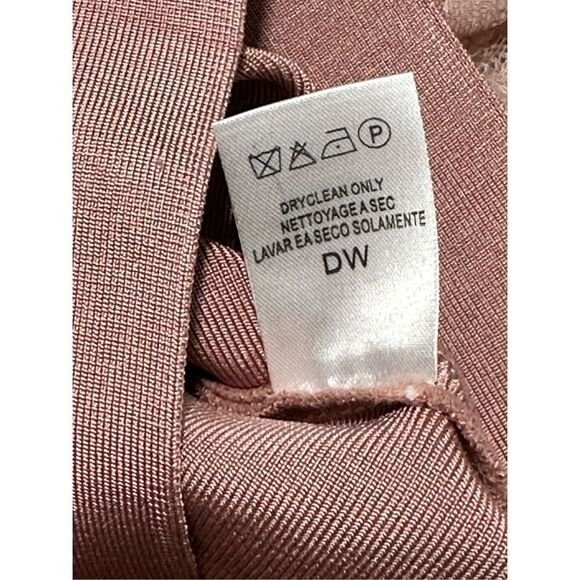 P
DRYCLEAN ONLY
NETTOYAGE A SEC
LAVAR EA SECO SOLAMENTE
DW